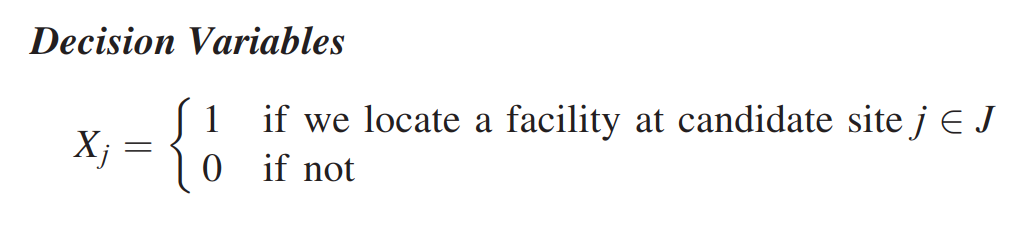 Decision Variables
X_j = { 1 if we locate a facility at candidate site j ∈ J
0 if not